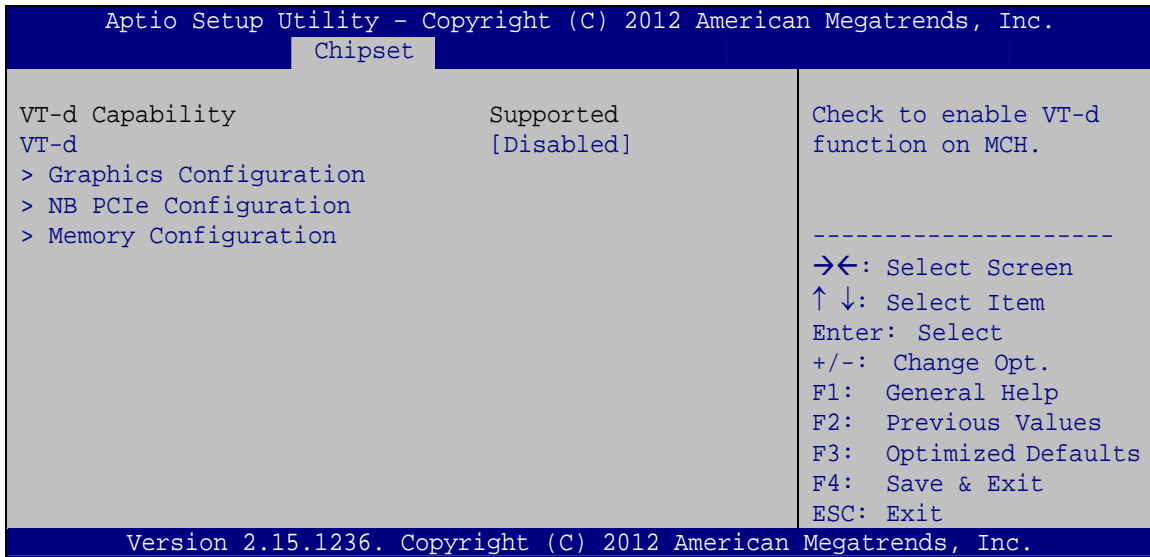 Aptio Setup Utility – Copyright (C) 2012 American Megatrends, Inc.
Chipset
VT-d Capability Supported
VT-d [Disabled]
> Graphics Configuration
> NB PCIe Configuration
> Memory Configuration
Check to enable VT-d
function on MCH.
---------------------
→←: Select Screen
↑ ↓: Select Item
Enter: Select
+/-: Change Opt.
F1: General Help
F2: Previous Values
F3: Optimized Defaults
F4: Save & Exit
ESC: Exit
Version 2.15.1236. Copyright (C) 2012 American Megatrends, Inc.